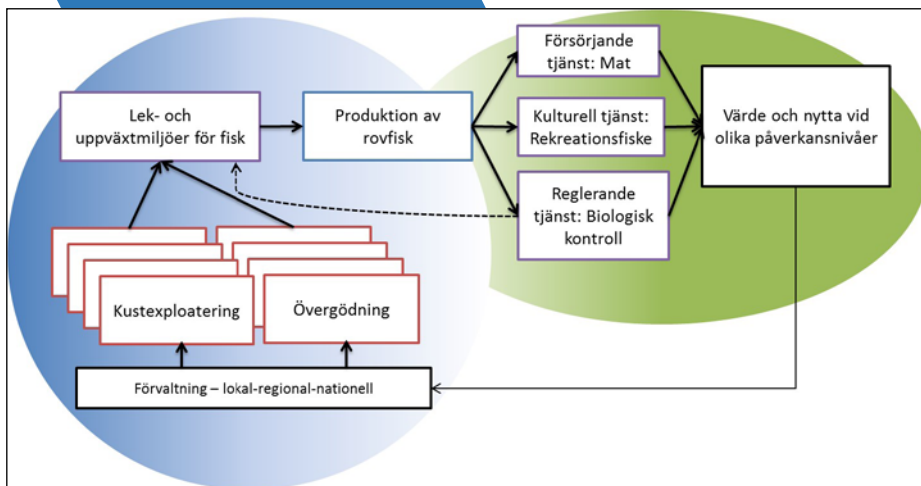 Försörjande
tjänst: Mat
Lek- och
uppväxtmiljöer för fisk
Produktion av
rovfisk
Kulturell tjänst:
Rekreationsfiske
Värde och nytta vid
olika påverkansnivåer
Reglerande
tjänst: Biologisk
kontroll
Kustexploatering
Övergödning
Förvaltning – lokal-regional-nationell